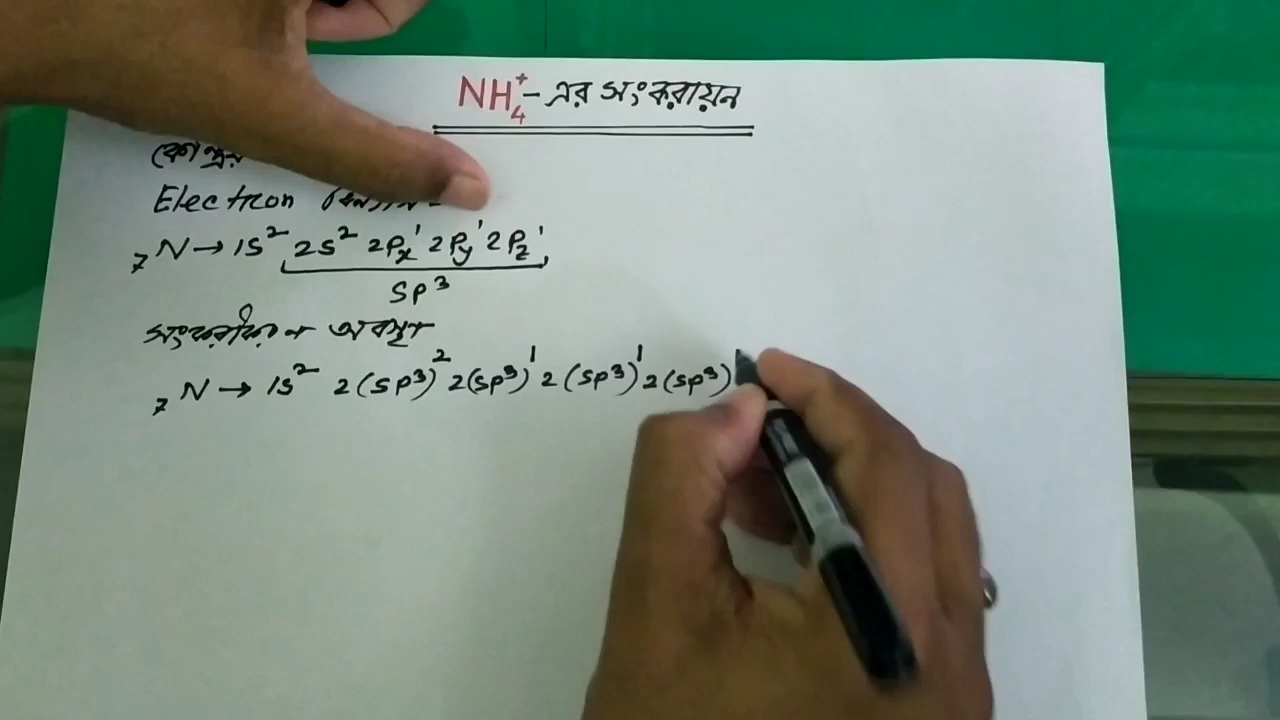 NH₄⁺-এর সংকরায়ন
Electron
₇N → 1s² 2s² 2Pₓ¹ 2Py¹ 2Pz¹
sp³
অবস্থা
₇N → 1s² 2(sp³)² 2(sp³)¹ 2(sp³)¹ 2(sp³)